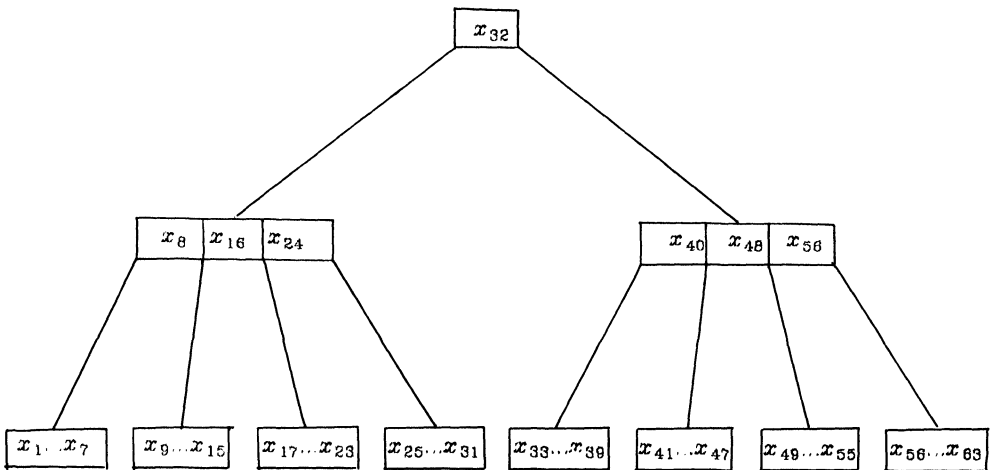 x₃₂
x₈ x₁₆ x₂₄ x₄₀ x₄₈ x₅₆
x₁...x₇ x₉...x₁₅ x₁₇...x₂₃ x₂₅...x₃₁ x₃₃...x₃₉ x₄₁...x₄₇ x₄₉...x₅₅ x₅₆...x₆₃